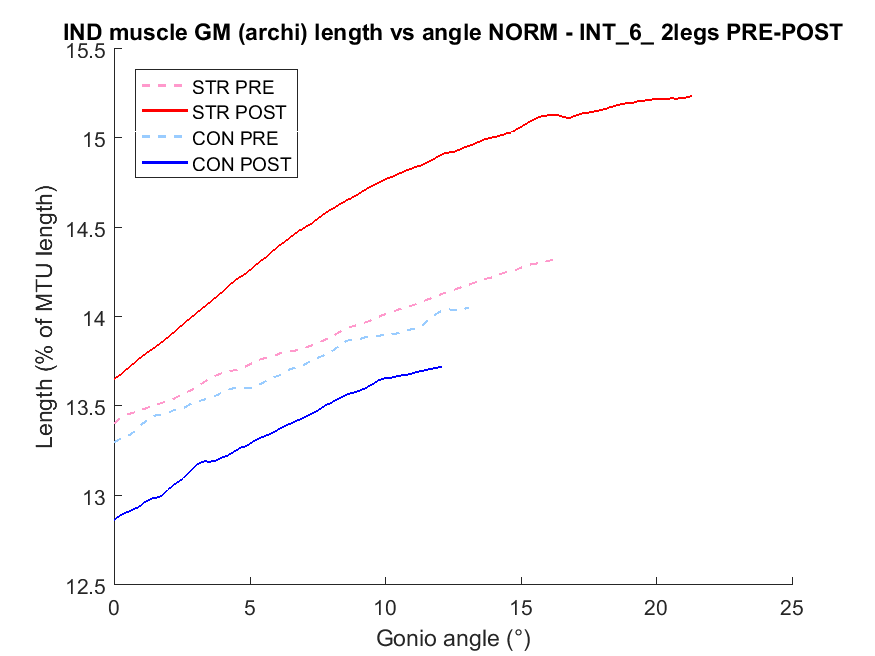 IND muscle GM (archi) length vs angle NORM - INT_6_ 2legs PRE-POST
15.5
STR PRE
STR POST
CON PRE
CON POST
15
14.5
14
13.5
13
12.5
Length (% of MTU length)
0 5 10 15 20 25
Gonio angle (°)